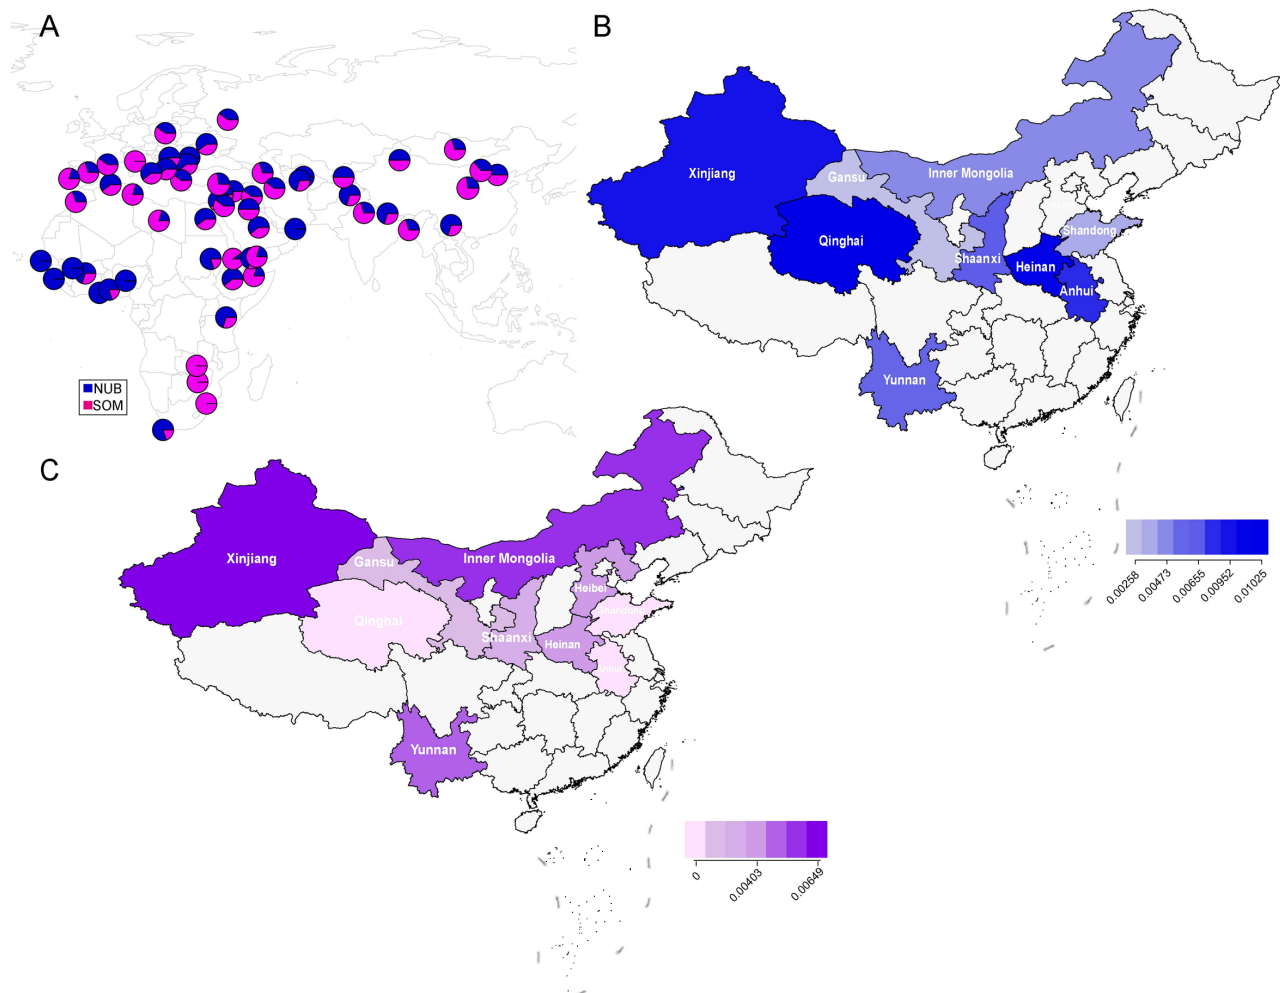 A
NUB
SOM
B
Xinjiang
Gansu
Inner Mongolia
Qinghai
Shaanxi
Shandong
Heinan
Anhui
Yunnan
0.00258
0.00473
0.00655
0.00952
0.01025
C
Xinjiang
Gansu
Inner Mongolia
Heibei
Qinghai
Shandong
Shaanxi
Heinan
Yunnan
0
0.00403
0.00649